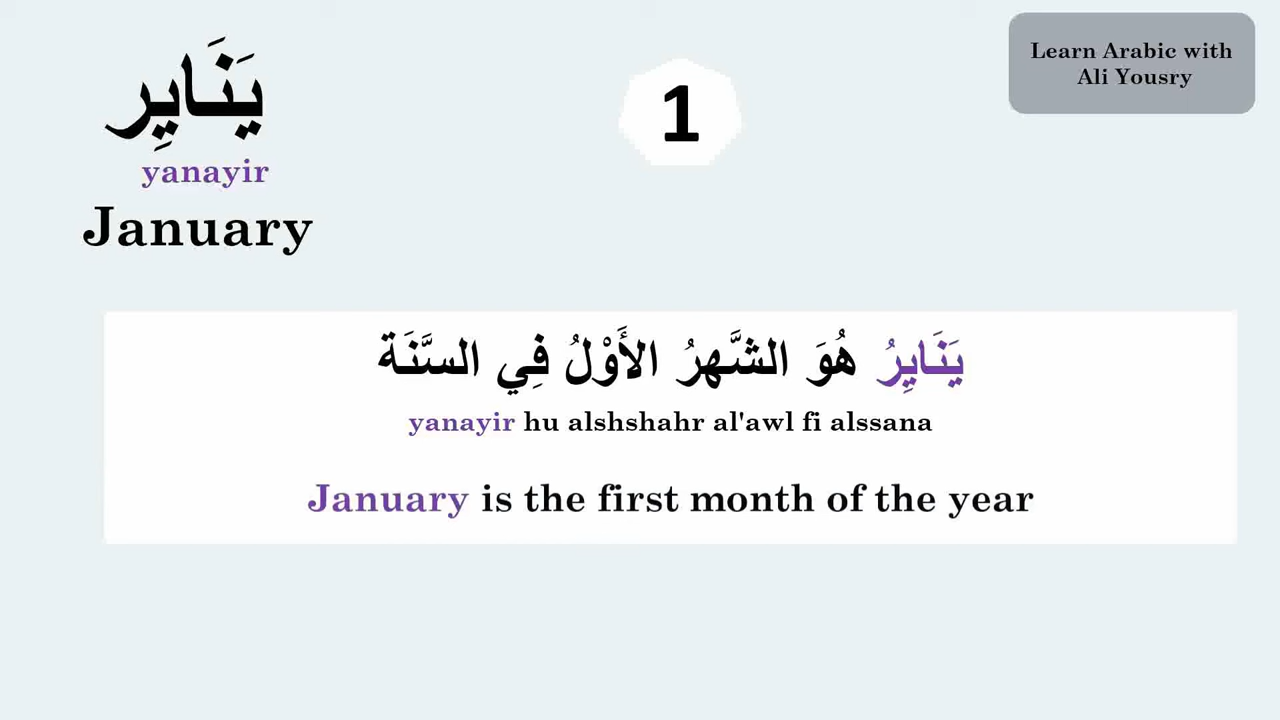 يَنَايِر
yanayir
January
1
Learn Arabic with
Ali Yousry
يَنَايِرُ هُوَ الشَّهرُ الأَوْلُ فِي السَّنَة
yanayir hu alshshahr al'awl fi alssana
January is the first month of the year